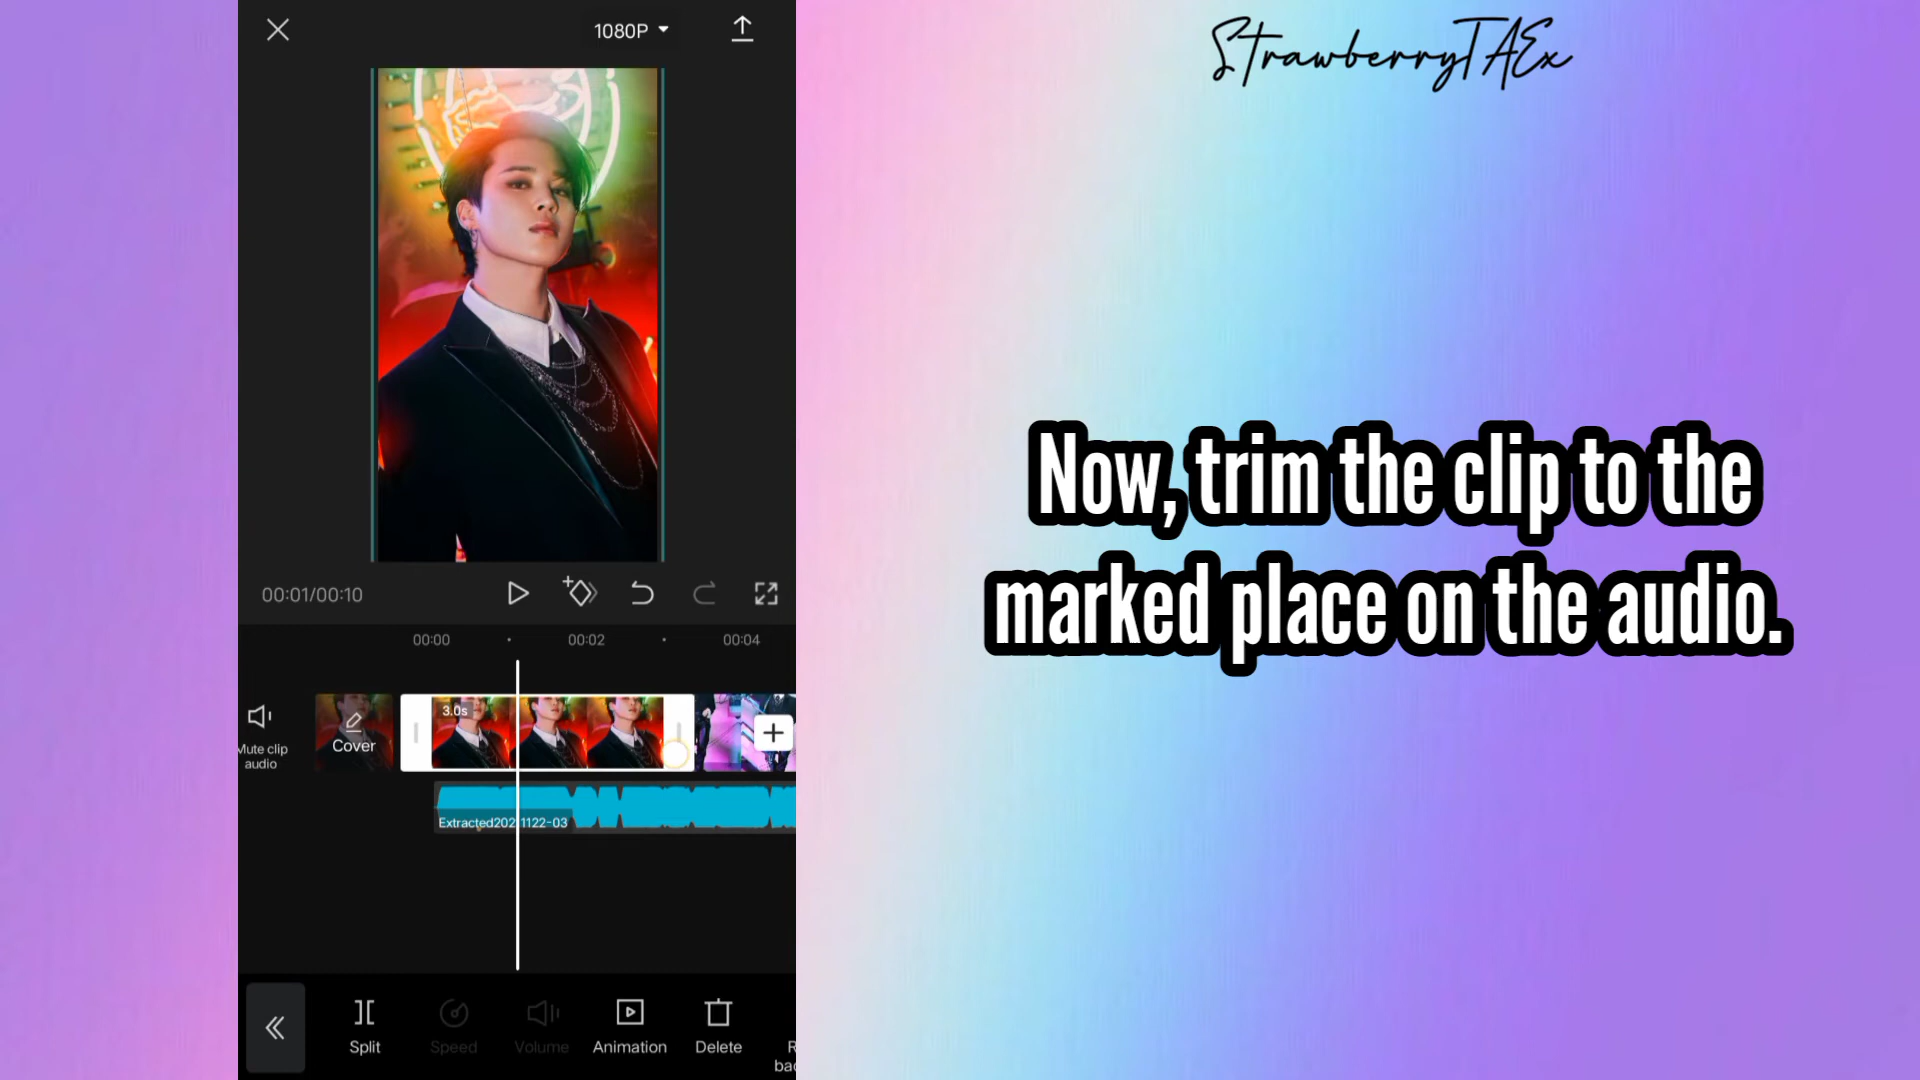 1080P
StrawberryTAEx
Now, trim the clip to the
marked place on the audio.
00:01/00:10
00:00
00:02
00:04
3.0s
Cover
Mute clip
audio
Extracted202 1122-03
Split
Speed
Volume
Animation
Delete
R
bac